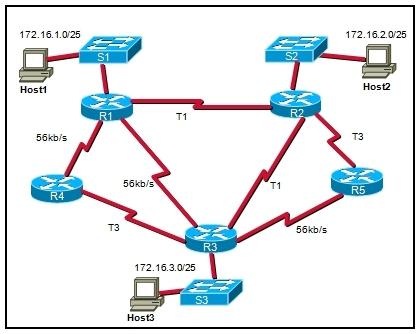 172.16.1.0/25
S1
Host1
172.16.2.0/25
S2
Host2
R1
T1
R2
56kb/s
T3
56kb/s
T1
R4
R5
T3
R3
56kb/s
172.16.3.0/25
S3
Host3